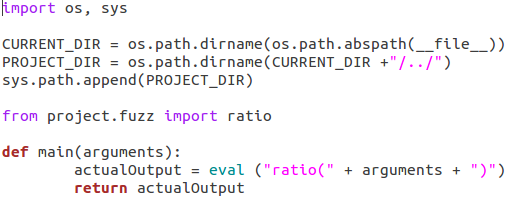 import os, sys
CURRENT_DIR = os.path.dirname(os.path.abspath(__file__))
PROJECT_DIR = os.path.dirname(CURRENT_DIR +"/../")
sys.path.append(PROJECT_DIR)
from project.fuzz import ratio
def main(arguments):
        actualOutput = eval ("ratio(" + arguments + ")")
        return actualOutput